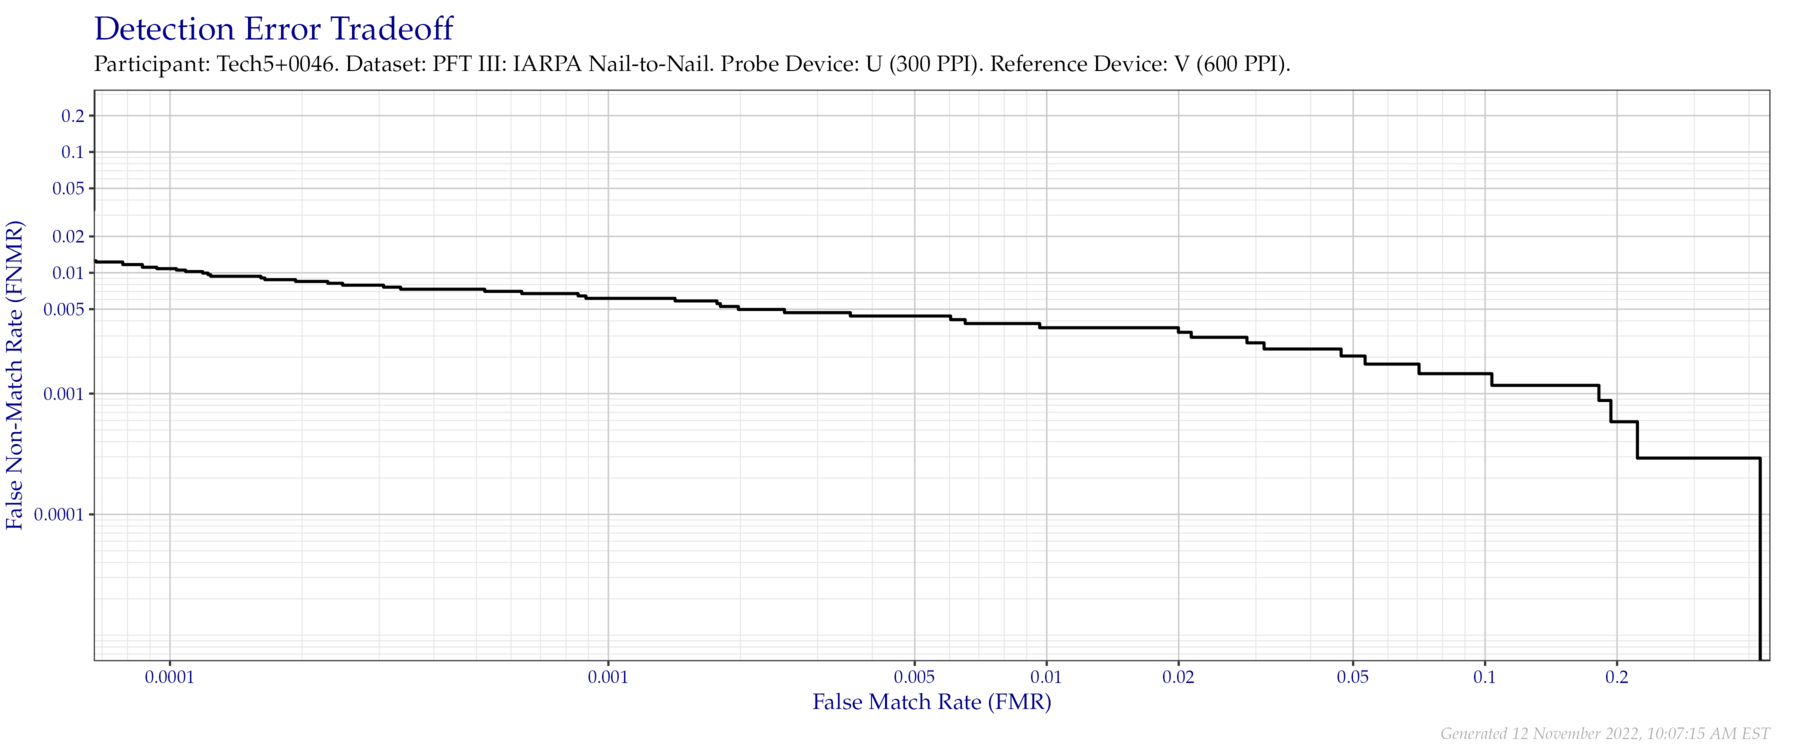 Detection Error Tradeoff
Participant: Tech5+0046. Dataset: PFT III: IARPA Nail-to-Nail. Probe Device: U (300 PPI). Reference Device: V (600 PPI).
False Non-Match Rate (FNMR)
0.2
0.1
0.05
0.02
0.01
0.005
0.001
0.0001
0.0001 0.001 0.005 0.01 0.02 0.05 0.1 0.2
False Match Rate (FMR)
Generated 12 November 2022, 10:07:15 AM EST